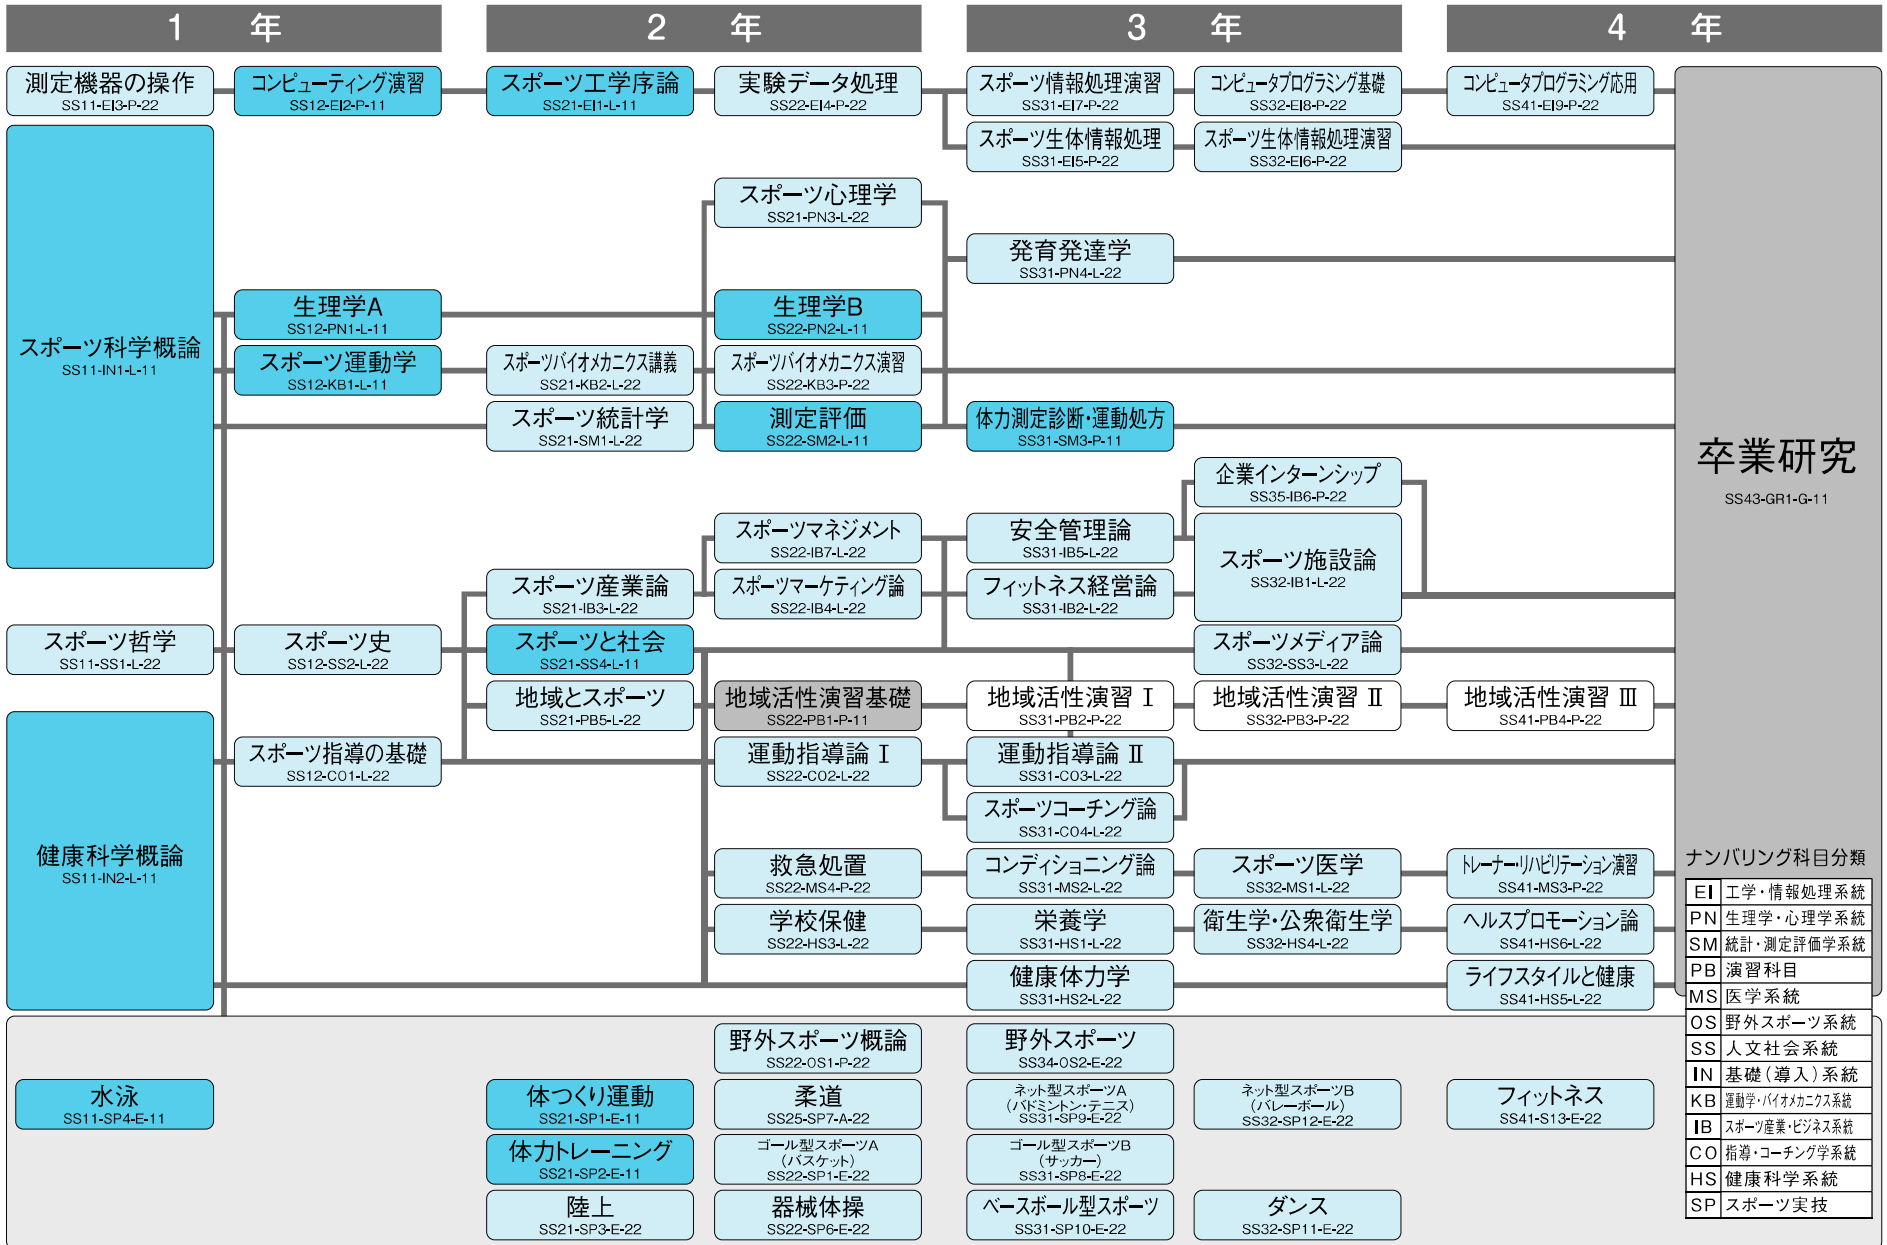 1 年
2 年
3 年
4 年
測定機器の操作
SS11-EI3-P-22
コンピューティング演習
SS12-EI2-P-11
スポーツ工学序論
SS21-EI1-L-11
実験データ処理
SS22-EI4-P-22
スポーツ情報処理演習
SS31-EI7-P-22
コンピュータプログラミング基礎
SS32-EI8-P-22
コンピュータプログラミング応用
SS41-EI9-P-22
スポーツ生体情報処理
SS31-EI5-P-22
スポーツ生体情報処理演習
SS32-EI6-P-22
スポーツ科学概論
SS11-IN1-L-11
スポーツ心理学
SS21-PN3-L-22
発育発達学
SS31-PN4-L-22
生理学A
SS12-PN1-L-11
生理学B
SS22-PN2-L-11
スポーツ運動学
SS12-KB1-L-11
スポーツバイオメカニクス講義
SS21-KB2-L-22
スポーツバイオメカニクス演習
SS22-KB3-P-22
スポーツ統計学
SS21-SM1-L-22
測定評価
SS22-SM2-L-11
体力測定診断・運動処方
SS31-SM3-P-11
卒業研究
SS43-GR1-G-11
企業インターンシップ
SS35-IB6-P-22
スポーツマネジメント
SS22-IB7-L-22
安全管理論
SS31-IB5-L-22
スポーツ施設論
SS32-IB1-L-22
スポーツ産業論
SS21-IB3-L-22
スポーツマーケティング論
SS22-IB4-L-22
フィットネス経営論
SS31-IB2-L-22
スポーツ哲学
SS11-SS1-L-22
スポーツ史
SS12-SS2-L-22
スポーツと社会
SS21-SS4-L-11
スポーツメディア論
SS32-SS3-L-22
地域とスポーツ
SS21-PB5-L-22
地域活性演習基礎
SS22-PB1-P-11
地域活性演習 Ⅰ
SS31-PB2-P-22
地域活性演習 Ⅱ
SS32-PB3-P-22
地域活性演習 Ⅲ
SS41-PB4-P-22
健康科学概論
SS11-IN2-L-11
スポーツ指導の基礎
SS12-CO1-L-22
運動指導論 Ⅰ
SS22-CO2-L-22
運動指導論 Ⅱ
SS31-CO3-L-22
スポーツコーチング論
SS31-CO4-L-22
救急処置
SS22-MS4-P-22
コンディショニング論
SS31-MS2-L-22
スポーツ医学
SS32-MS1-L-22
トレーナー・リハビリテーション演習
SS41-MS3-P-22
学校保健
SS22-HS3-L-22
栄養学
SS31-HS1-L-22
衛生学・公衆衛生学
SS32-HS4-L-22
ヘルスプロモーション論
SS41-HS6-L-22
健康体力学
SS31-HS2-L-22
ライフスタイルと健康
SS41-HS5-L-22
野外スポーツ概論
SS22-OS1-P-22
野外スポーツ
SS34-OS2-E-22
水泳
SS11-SP4-E-11
体つくり運動
SS21-SP1-E-11
柔道
SS25-SP7-A-22
ネット型スポーツA
(バドミントン・テニス)
SS31-SP9-E-22
ネット型スポーツB
(バレーボール)
SS32-SP12-E-22
フィットネス
SS41-S13-E-22
体力トレーニング
SS21-SP2-E-11
ゴール型スポーツA
(バスケット)
SS22-SP1-E-22
ゴール型スポーツB
(サッカー)
SS31-SP8-E-22
陸上
SS21-SP3-E-22
器械体操
SS22-SP6-E-22
ベースボール型スポーツ
SS31-SP10-E-22
ダンス
SS32-SP11-E-22
ナンバリング科目分類
EI 工学・情報処理系統
PN 生理学・心理学系統
SM 統計・測定評価学系統
PB 演習科目
MS 医学系統
OS 野外スポーツ系統
SS 人文社会系統
IN 基礎(導入)系統
KB 運動学・バイオメカニクス系統
IB スポーツ産業・ビジネス系統
CO 指導・コーチング学系統
HS 健康科学系統
SP スポーツ実技